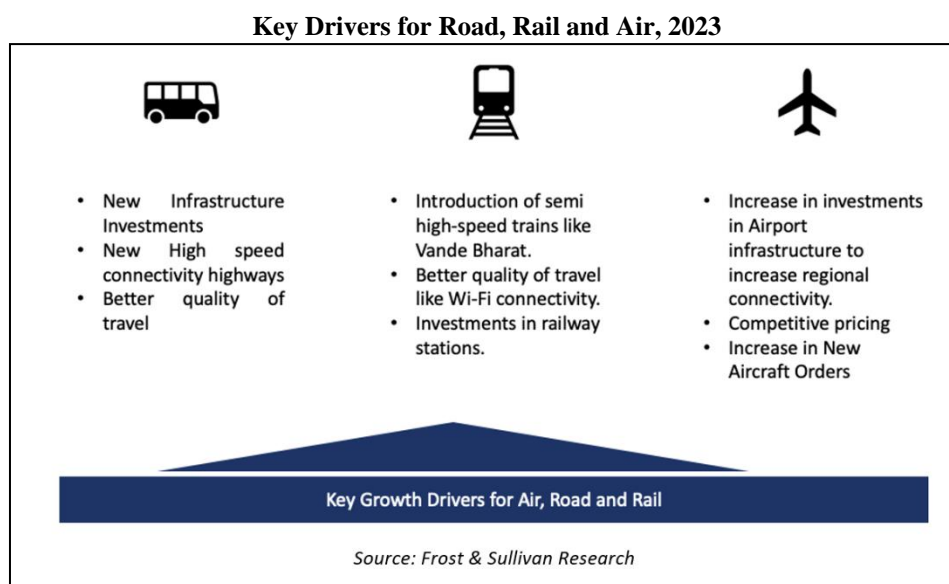 Key Drivers for Road, Rail and Air, 2023
• New Infrastructure
Investments
• New High speed
connectivity highways
• Better quality of
travel
• Introduction of semi
high-speed trains like
Vande Bharat.
• Better quality of travel
like Wi-Fi connectivity.
• Investments in railway
stations.
• Increase in investments
in Airport
infrastructure to
increase regional
connectivity.
• Competitive pricing
• Increase in New
Aircraft Orders
Key Growth Drivers for Air, Road and Rail
Source: Frost & Sullivan Research